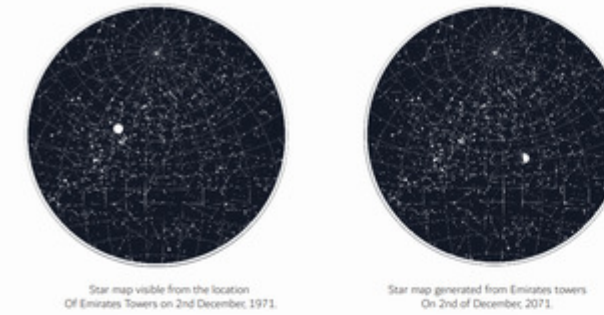 Star map visible from the location
Of Emirates Towers on 2nd December, 1971.
Star map generated from Emirates towers
On 2nd of December, 2071.